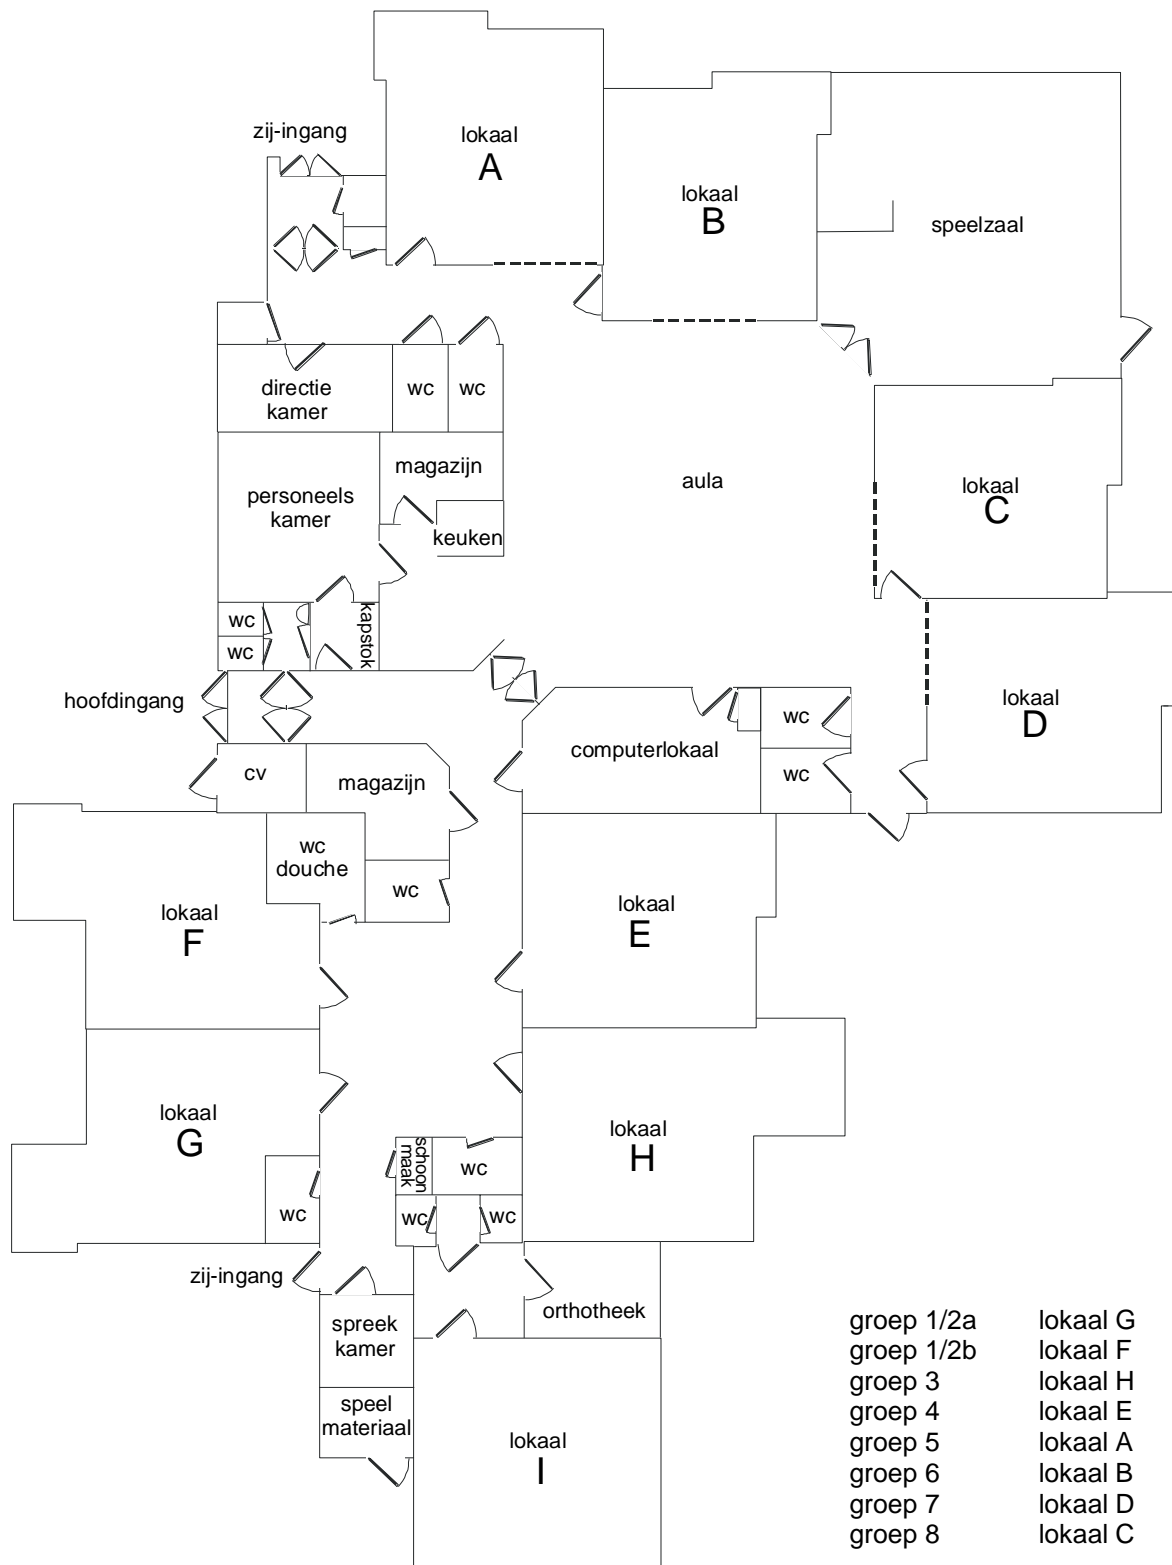 zij-ingang
lokaal
A
lokaal
B
speelzaal
directie
kamer
wc
wc
magazijn
personeels
kamer
keuken
aula
lokaal
C
wc
wc
kapstok
hoofdingang
lokaal
D
wc
computerlokaal
wc
cv
magazijn
wc
douche
wc
lokaal
F
lokaal
E
lokaal
G
lokaal
H
schoon
maak
wc
wc
wc
wc
zij-ingang
orthotheek
spreek
kamer
speel
materiaal
lokaal
I
groep 1/2a lokaal G
groep 1/2b lokaal F
groep 3 lokaal H
groep 4 lokaal E
groep 5 lokaal A
groep 6 lokaal B
groep 7 lokaal D
groep 8 lokaal C